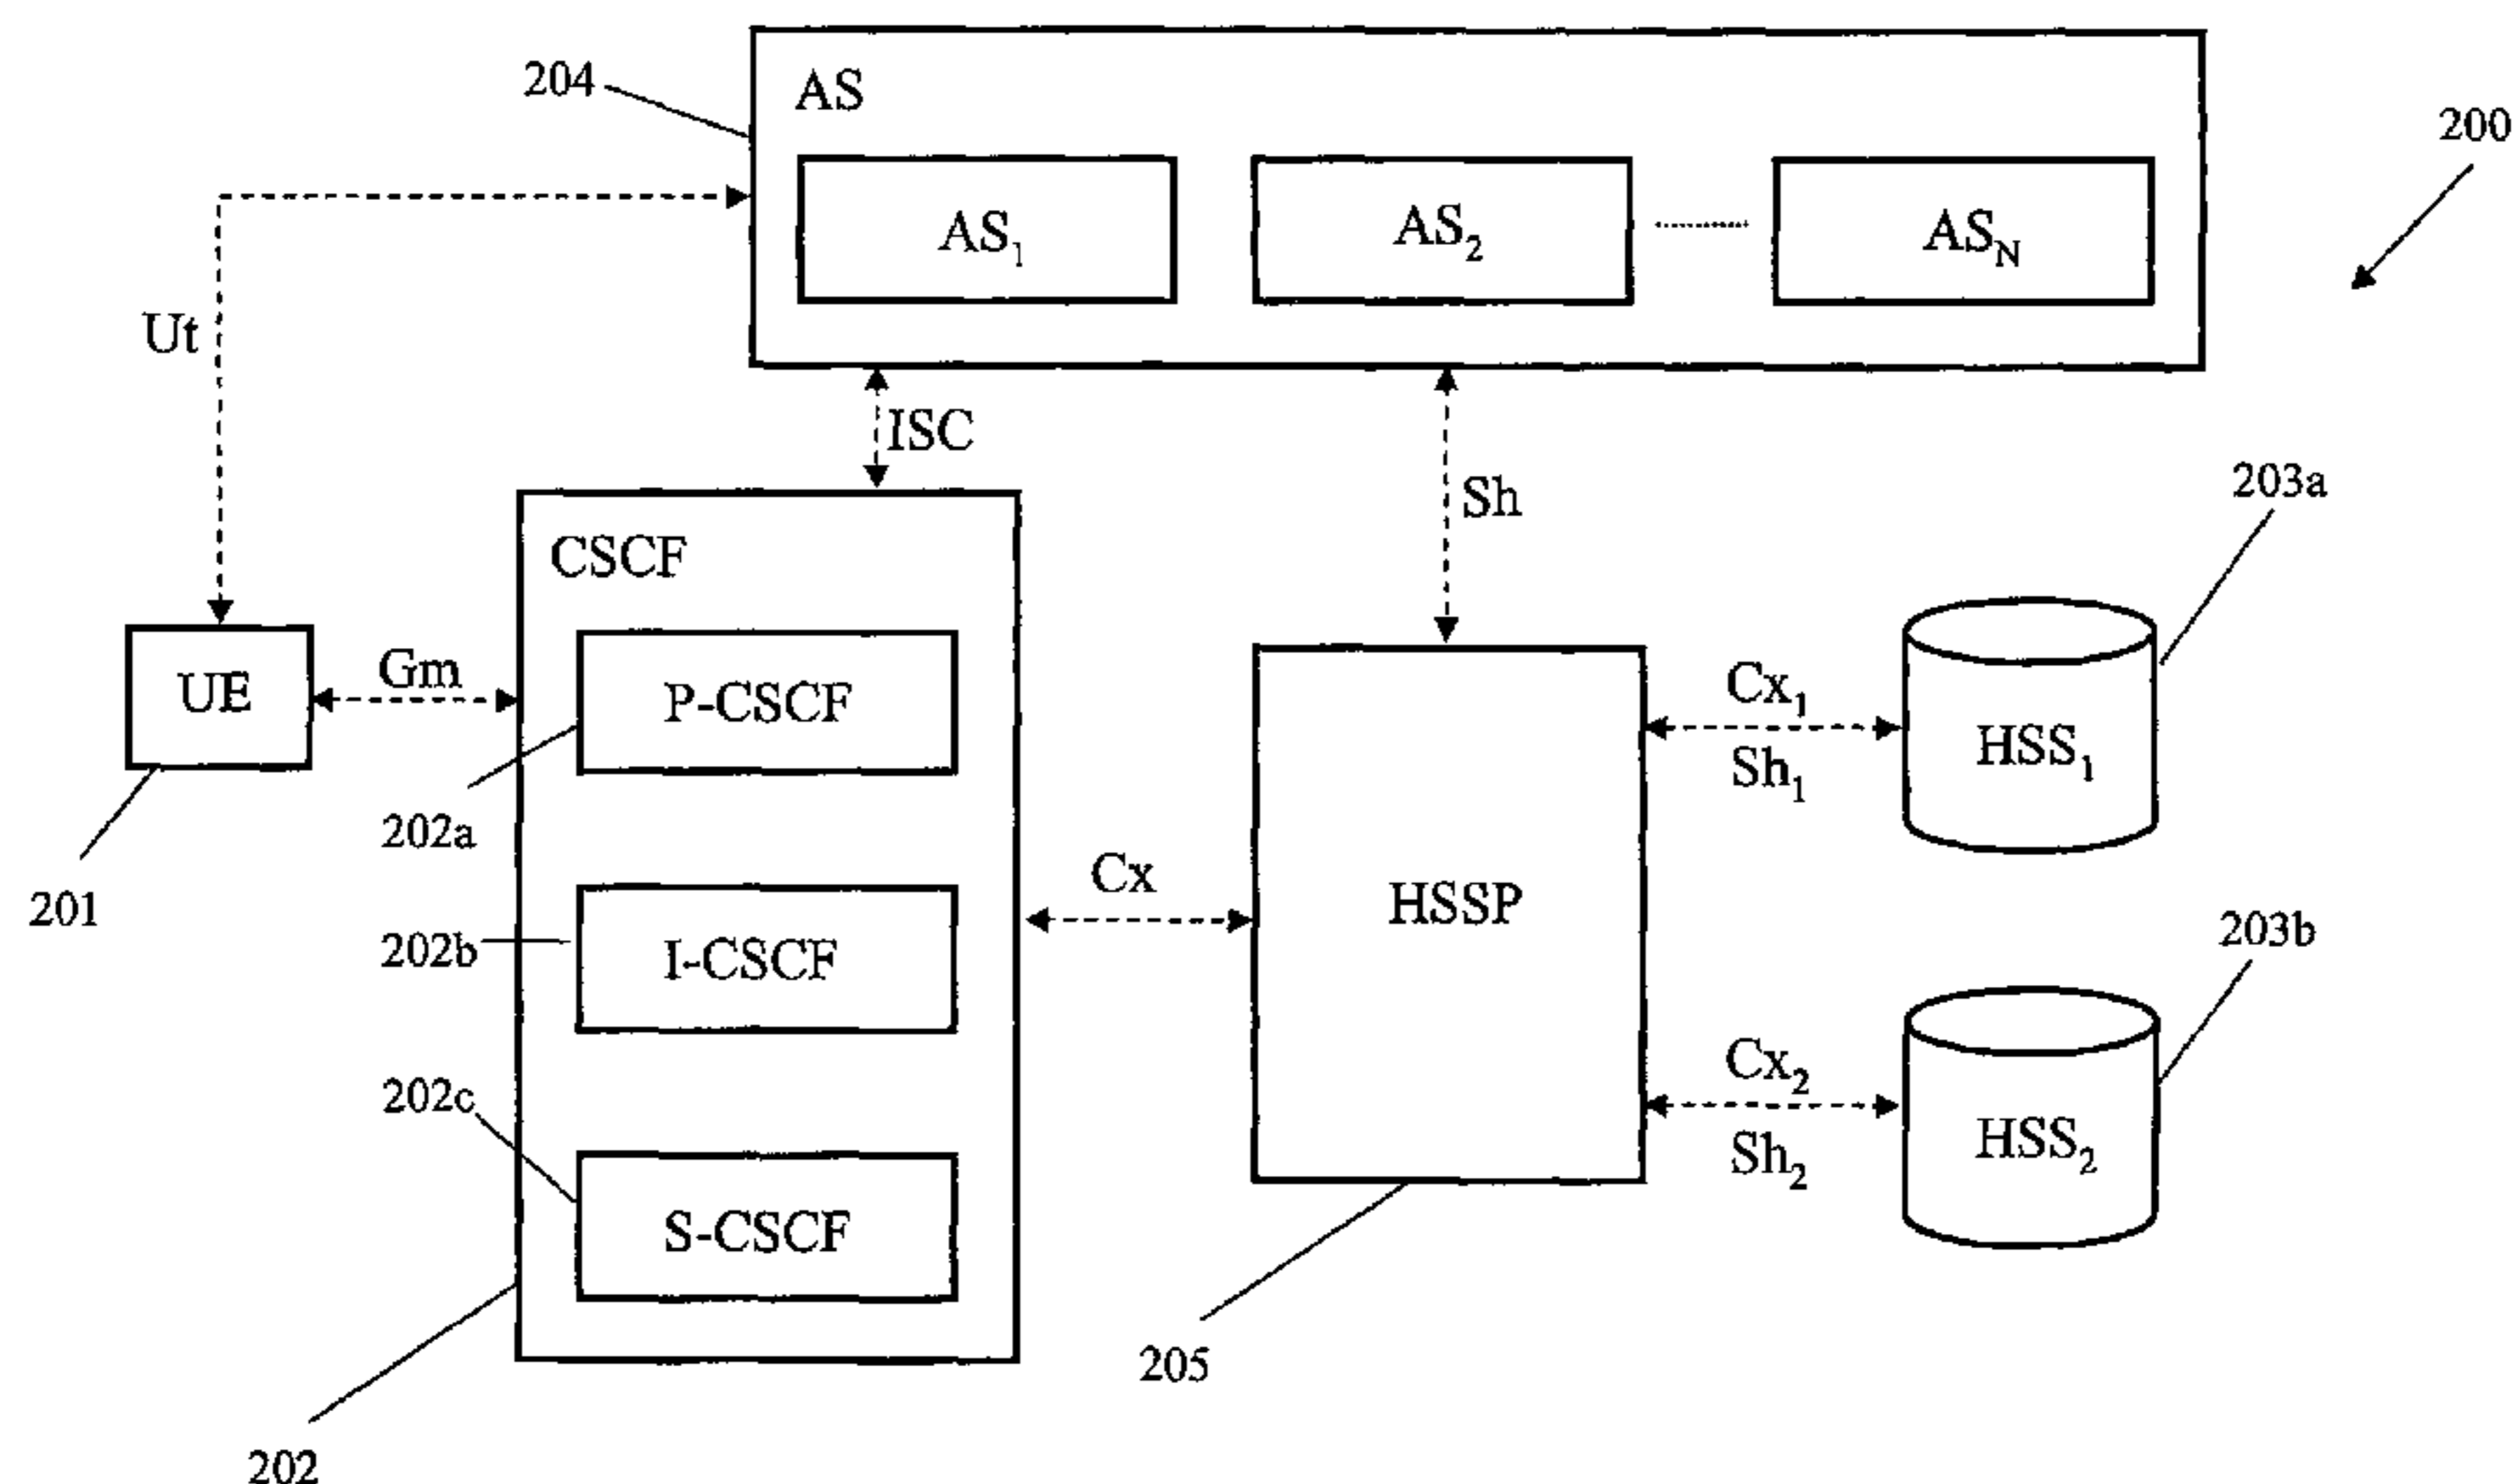 204
AS
200
AS₁
AS₂
AS_N
Ut
ISC
Sh
203a
CSCF
UE
Gm
P-CSCF
Cx₁
HSS₁
Sh₁
202a
201
Cx
HSSP
202b
I-CSCF
203b
Cx₂
202c
HSS₂
Sh₂
S-CSCF
205
202